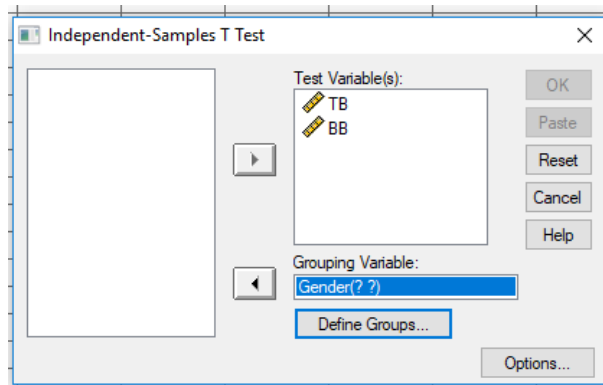 Independent-Samples T Test
Test Variable(s):
TB
BB
OK
Paste
Reset
Cancel
Help
Grouping Variable:
Gender(? ?)
Define Groups...
Options...